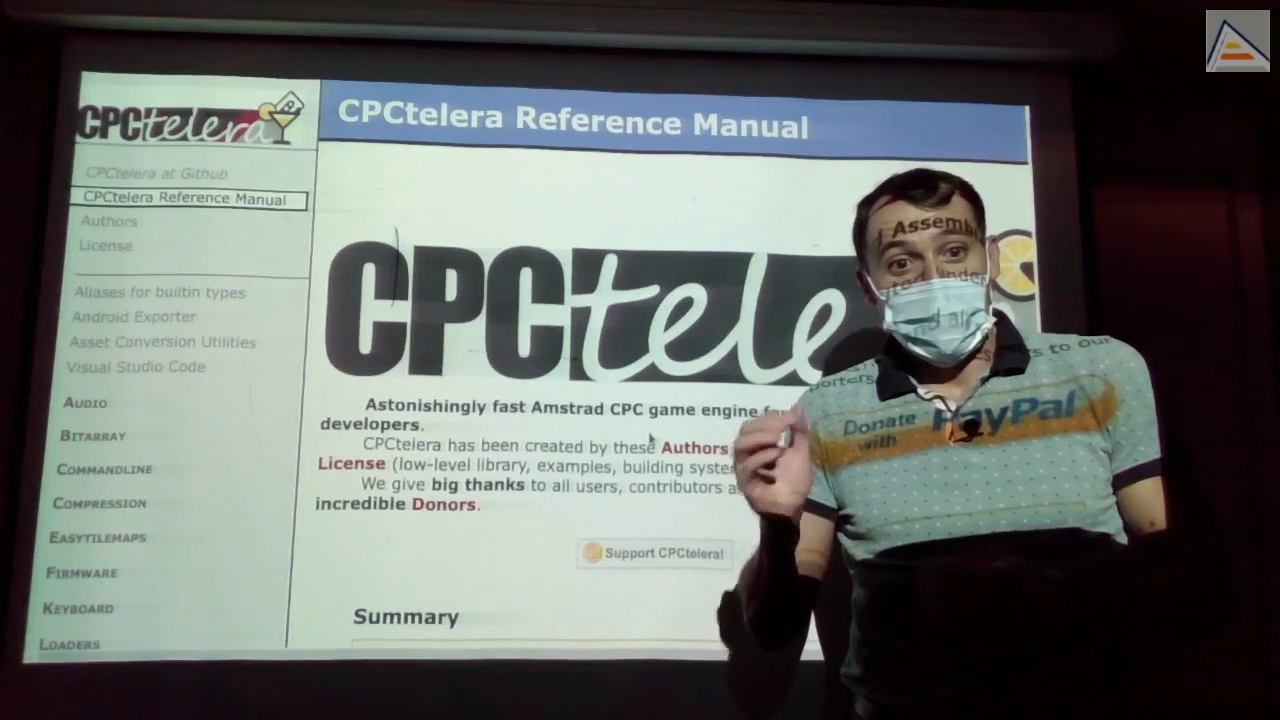 CPCtelera
CPCtelera Reference Manual
CPCtelera at Github
CPCtelera Reference Manual
Authors
License
Aliases for builtin types
Android Exporter
Asset Conversion Utilities
Visual Studio Code
AUDIO
BITARRAY
COMMANDLINE
COMPRESSION
EASYTILEMAPS
FIRMWARE
KEYBOARD
LOADERS
CPCtele
Astonishingly fast Amstrad CPC game engine for
developers.
CPCtelera has been created by these Authors,
License (low-level library, examples, building system
We give big thanks to all users, contributors
incredible Donors.
to our
Donate
with
PayPal
Support CPCtelera!
Summary